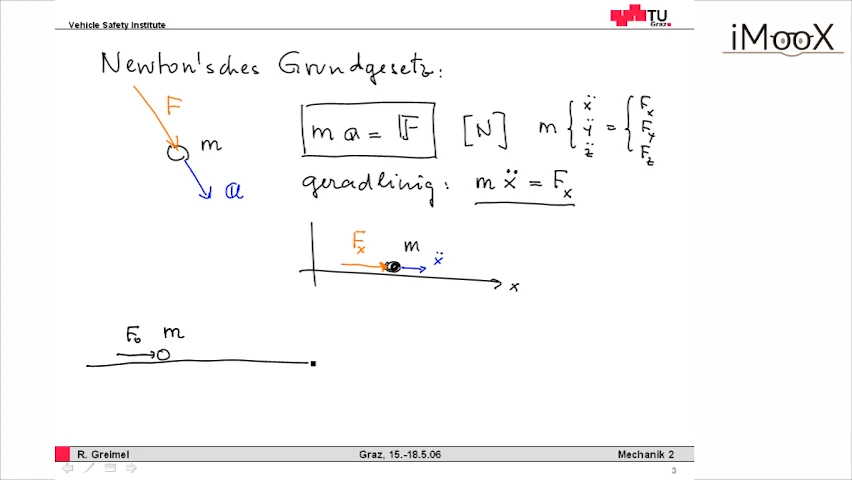 Vehicle Safety Institute
TU
Graz
iMooX
Newton'sches Grundgesetz:
F
m
a
m a = F [N] m { ẍ ÿ z̈ = { Fx Fy Fz
geradlinig: m ẍ = Fx
Fx m ẍ
x
F₀ m
R. Greimel Graz, 15.-18.5.06 Mechanik 2
3